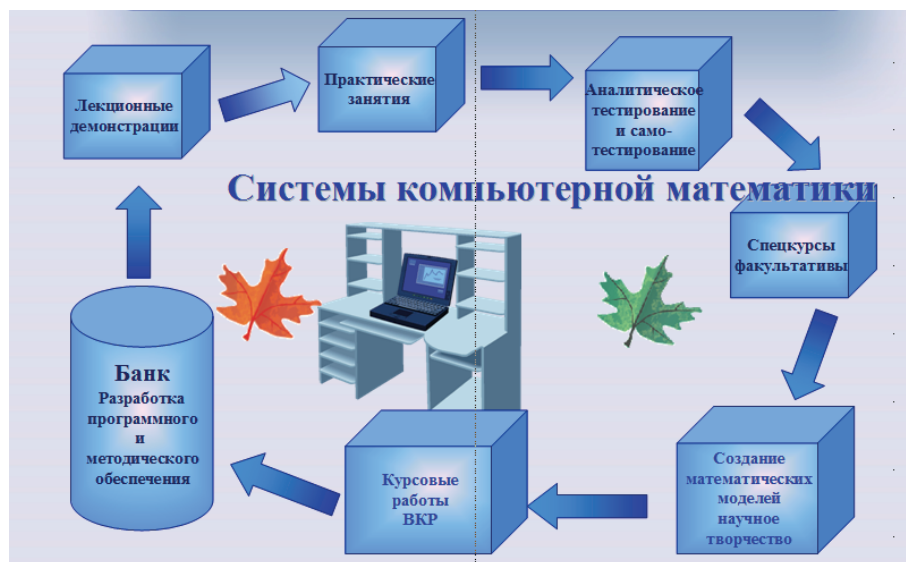 Лекционные
демонстрации
Практические
занятия
Аналитическое
тестирование
и само-
тестирование
Системы компьютерной математики
Спецкурсы
факультативы
Создание
математических
моделей
научное
творчество
Курсовые
работы
ВКР
Банк
Разработка
программного
и
методического
обеспечения